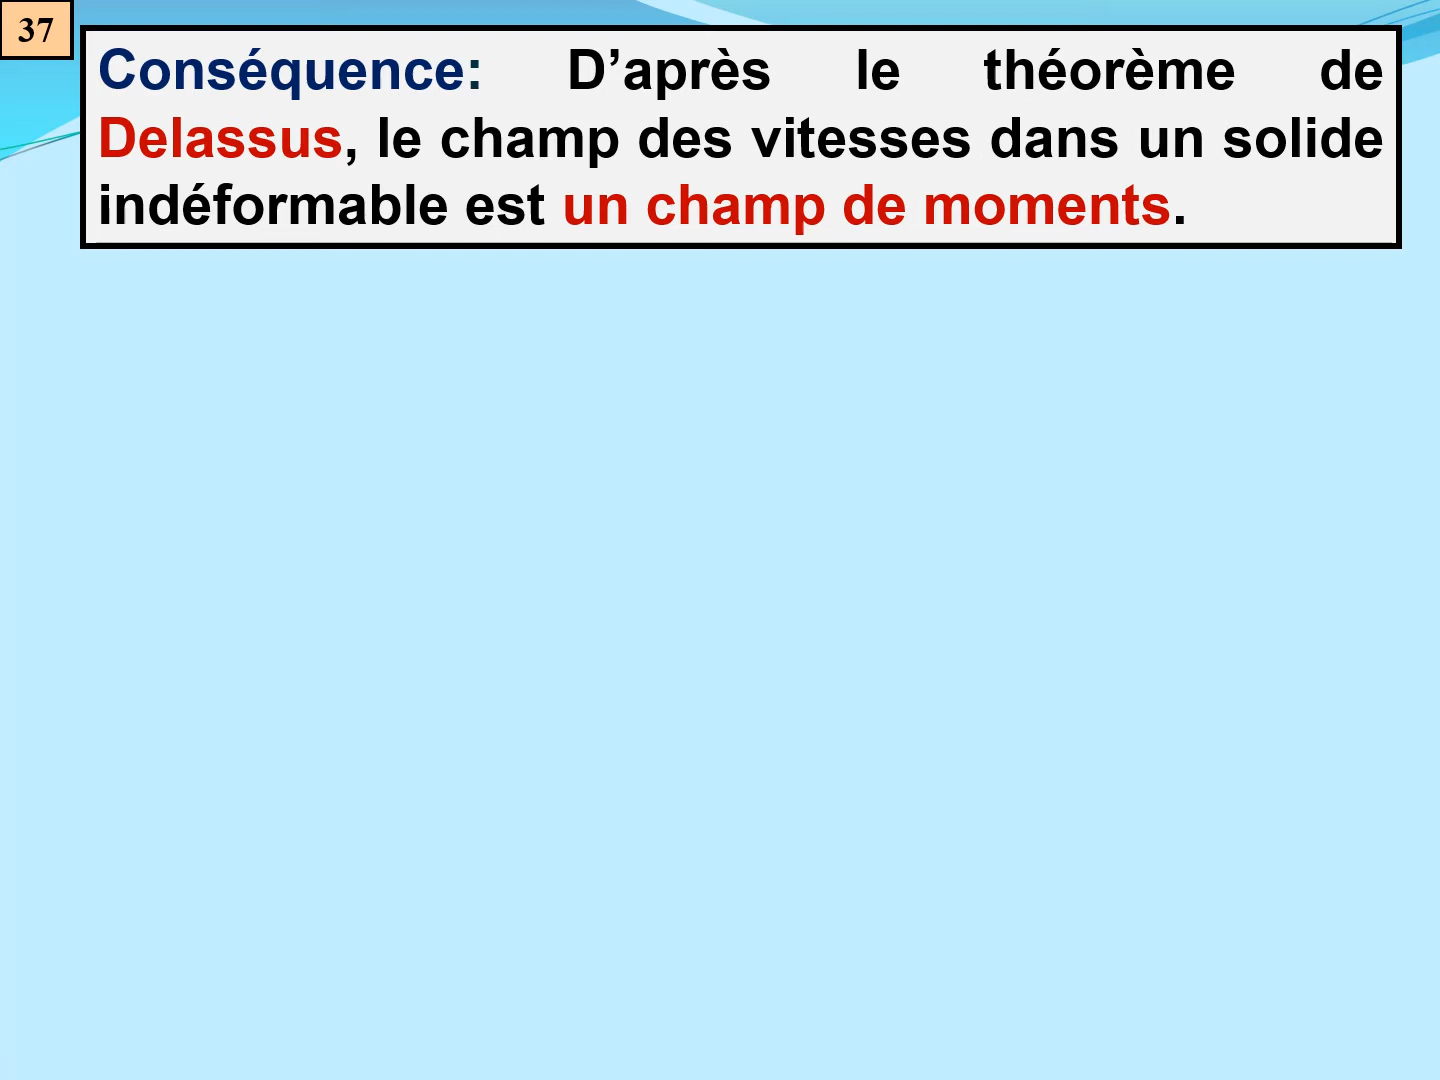 37
Conséquence: D’après le théorème de
Delassus, le champ des vitesses dans un solide
indéformable est un champ de moments.